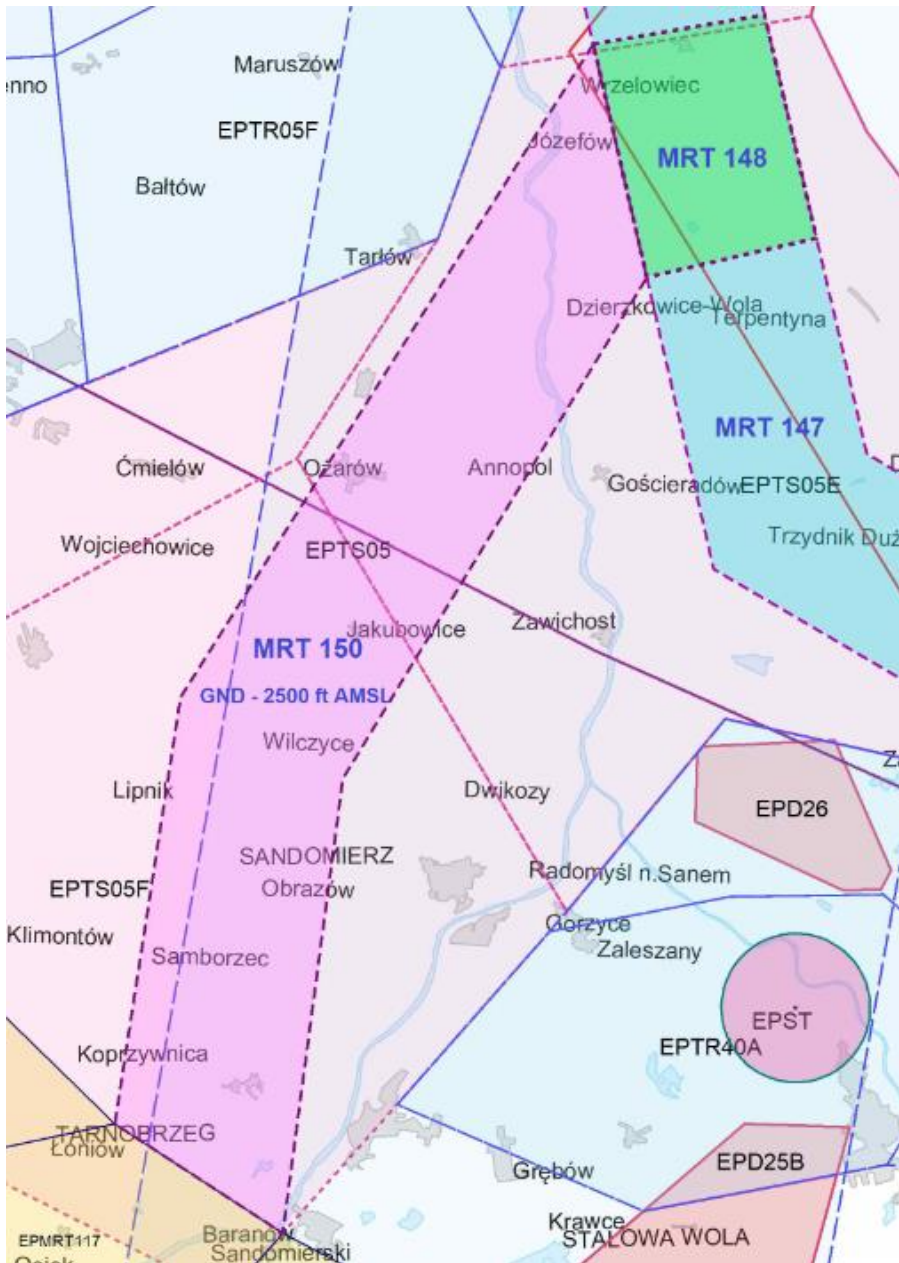 Maruszów
enno
Wrzelowiec
EPTR05F
Józefów
MRT 148
Bałtów
Tarłów
Dzierzkowice-Wola
Terpentyna
MRT 147
Ćmielów
Ożarów
Annopol
Gościeradów
EPTS05E
D
Wojciechowice
EPTS05
Trzydnik Duż
Jakubowice
Zawichost
MRT 150
GND - 2500 ft AMSL
Wilczyce
Za
Lipnik
Dwikozy
EPD26
SANDOMIERZ
Radomyśl n.Sanem
EPTS05F
Obrazów
Gorzyce
Klimontów
Zaleszany
Samborzec
EPST
Koprzywnica
EPTR40A
TARNOBRZEG
Łoniów
Grębów
EPD25B
Krawce
EPMRT117
Baranów
Sandomierski
STALOWA WOLA